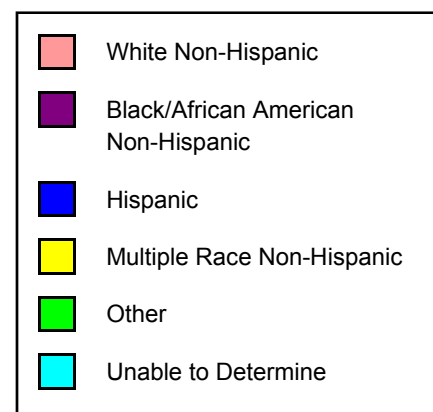 White Non-Hispanic
Black/African American
Non-Hispanic
Hispanic
Multiple Race Non-Hispanic
Other
Unable to Determine